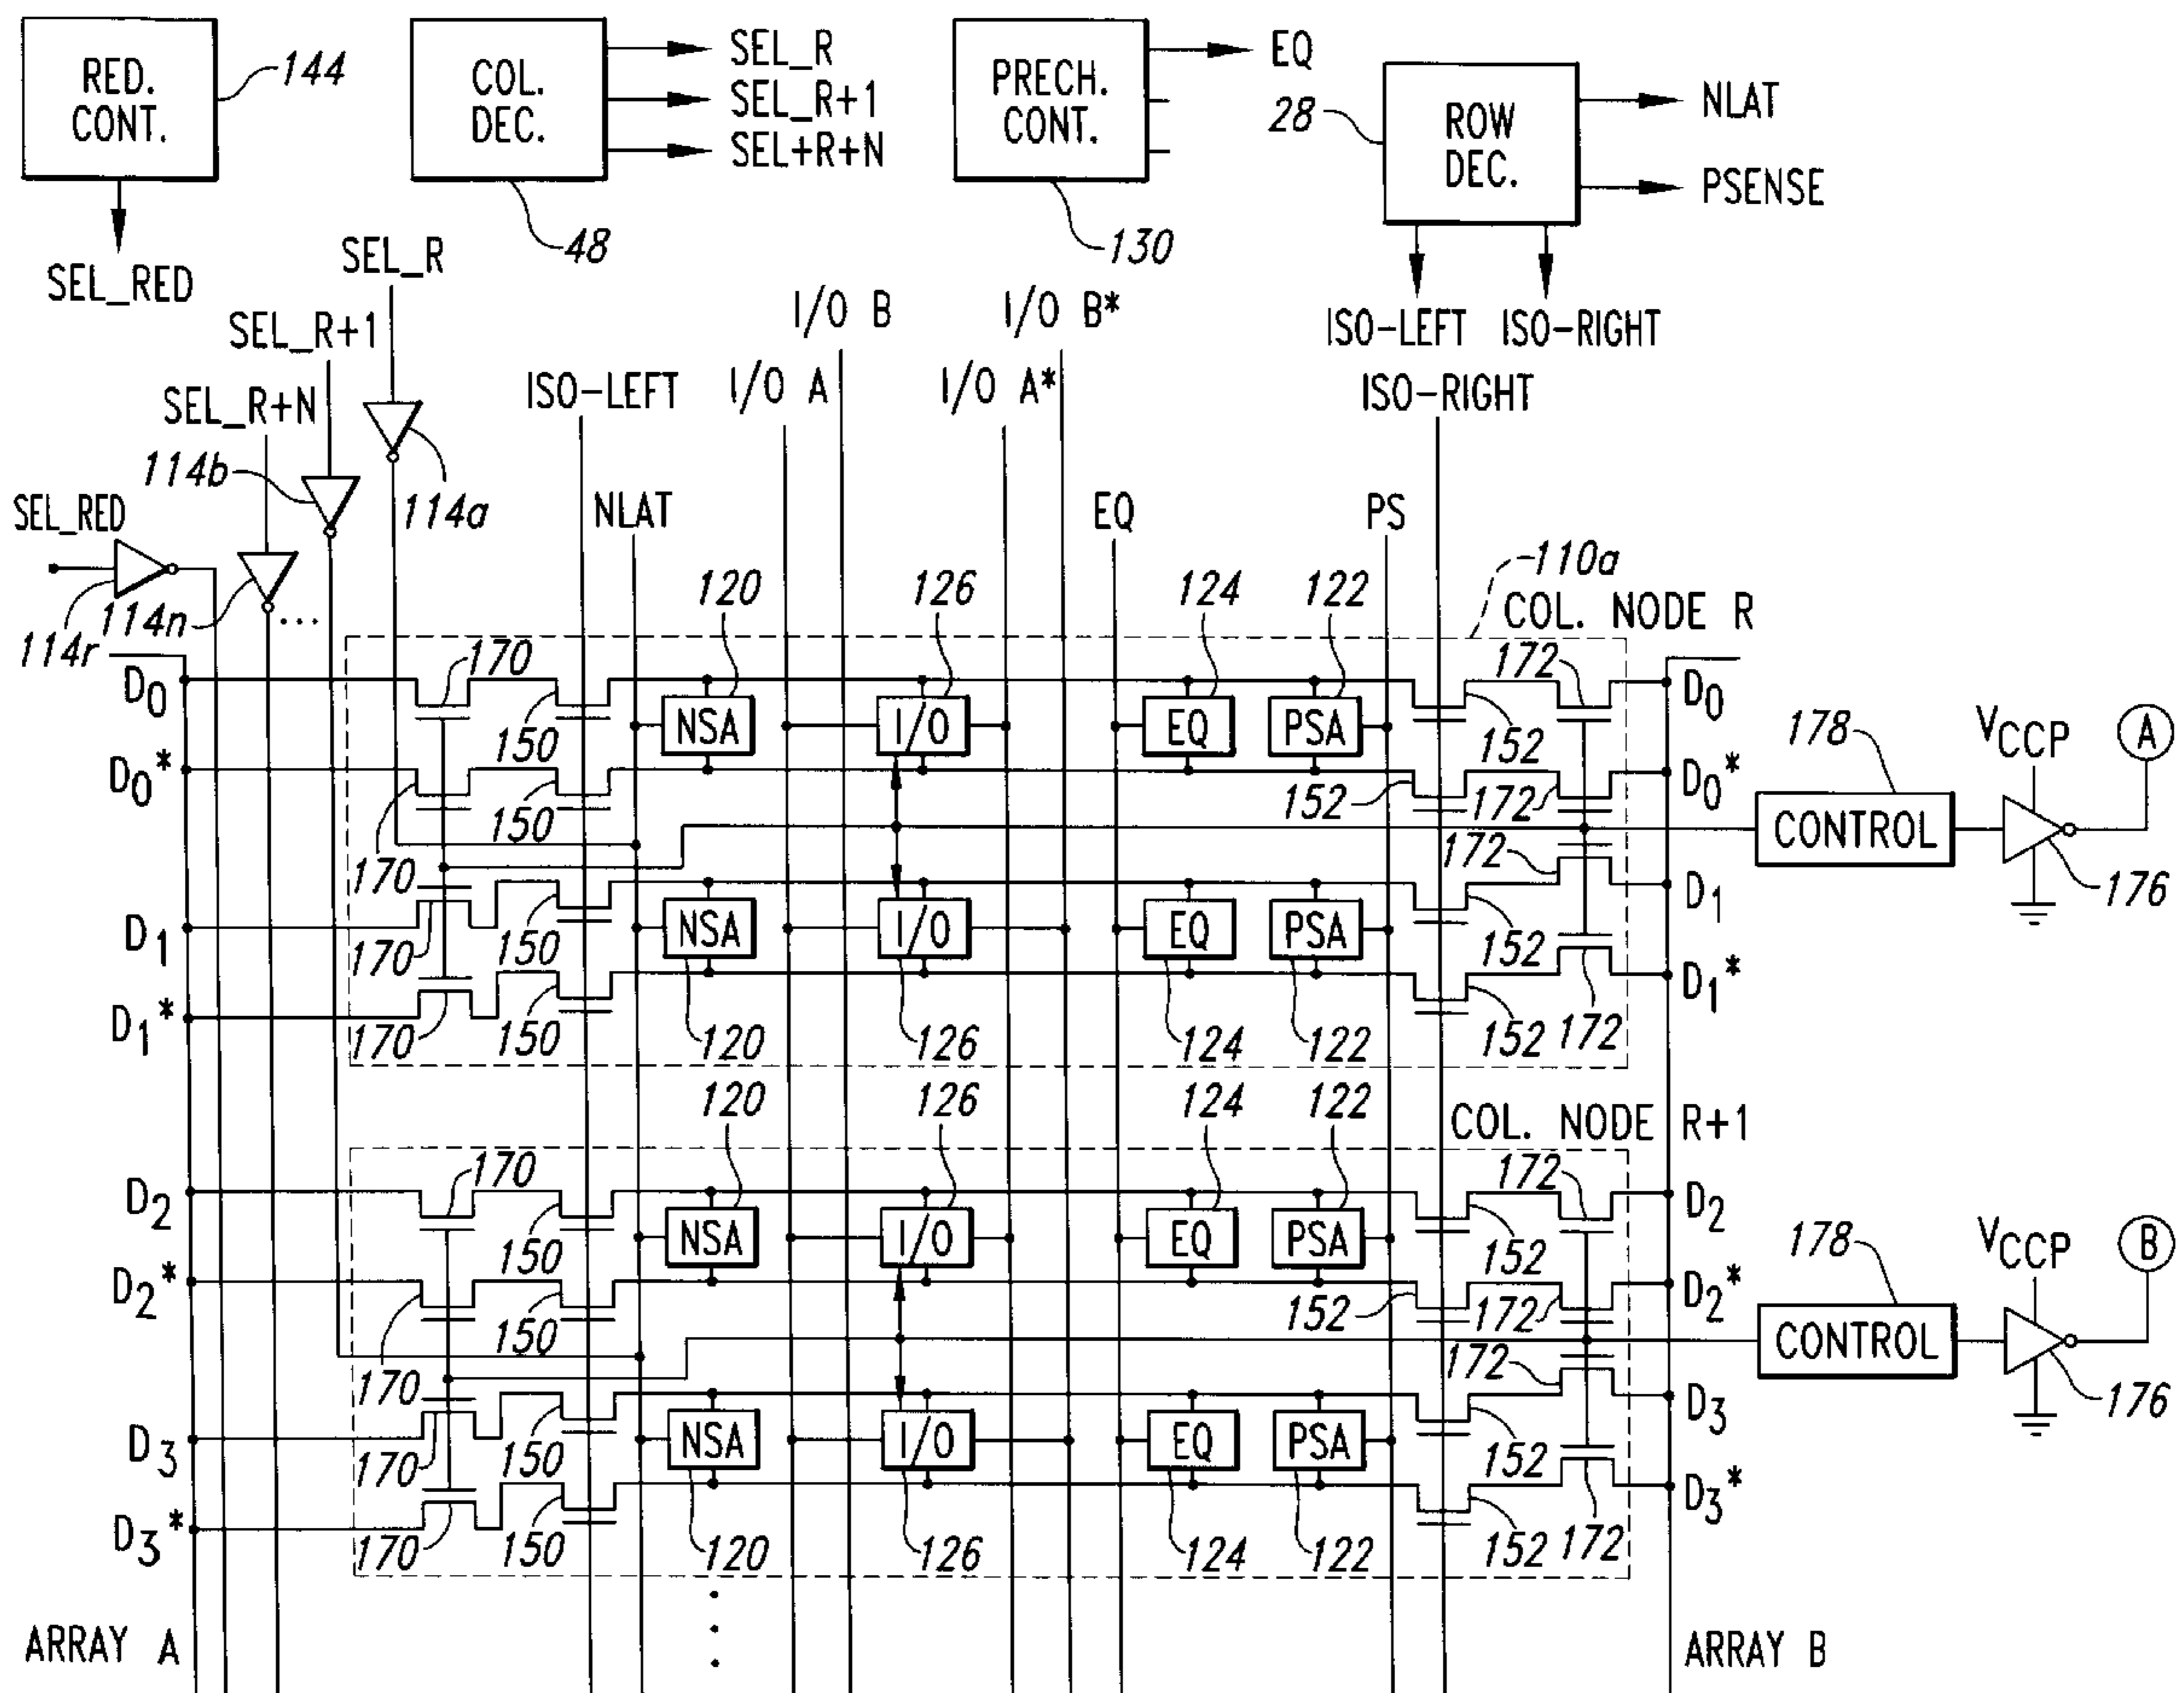 RED. CONT.
144
SEL_RED
COL. DEC.
48
SEL_R
SEL_R+1
SEL+R+N
PRECH. CONT.
130
EQ
ROW DEC.
28
NLAT
PSENSE
ISO-LEFT
ISO-RIGHT
SEL_R
SEL_R+1
SEL_R+N
SEL_RED
114a
114b
114n
114r
...
ISO-LEFT
NLAT
I/O A
I/O B
I/O A*
I/O B*
EQ
PS
ISO-RIGHT
110a
COL. NODE R
120
126
124
122
D0
170
150
NSA
I/O
EQ
PSA
152
172
D0
D0*
170
150
152
172
D0*
178
CONTROL
VCCP
176
A
D1
170
150
NSA
I/O
EQ
PSA
152
172
D1
D1*
170
150
120
126
124
122
152
172
D1*
COL. NODE R+1
120
126
124
122
D2
170
150
NSA
I/O
EQ
PSA
152
172
D2
D2*
170
150
152
172
D2*
178
CONTROL
VCCP
176
B
D3
170
150
NSA
I/O
EQ
PSA
152
172
D3
D3*
170
150
120
126
124
122
152
172
D3*
ARRAY A
ARRAY B